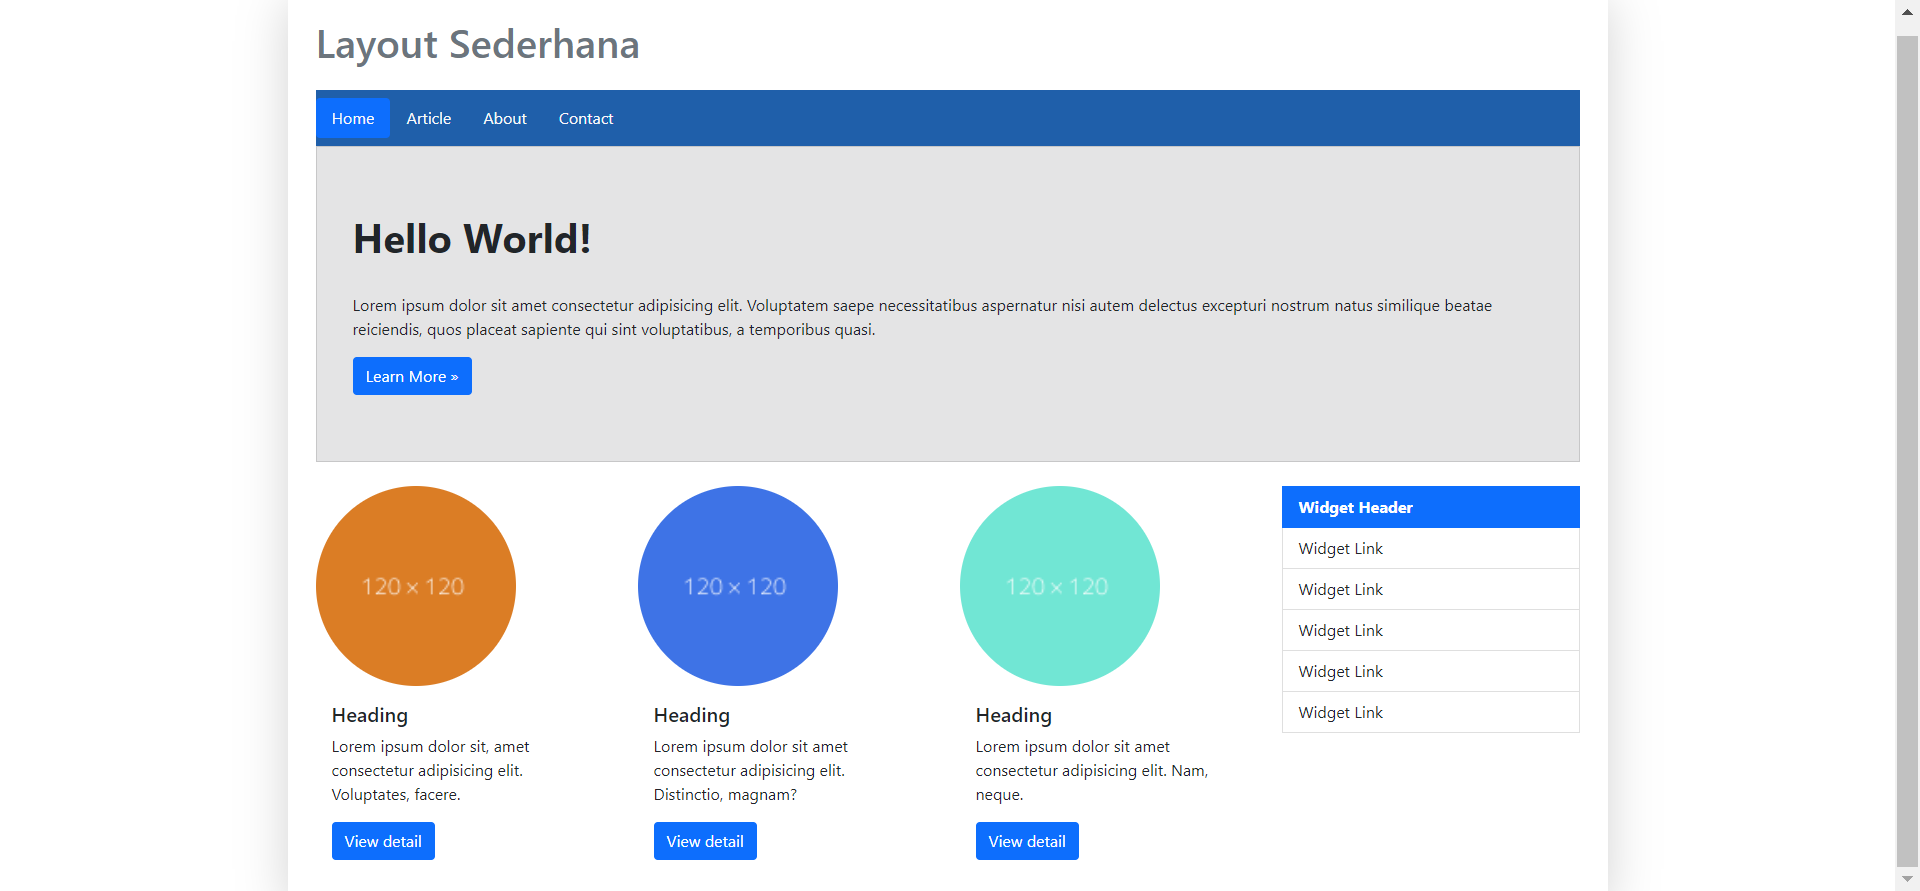 Layout Sederhana
Home Article About Contact
Hello World!
Lorem ipsum dolor sit amet consectetur adipisicing elit. Voluptatem saepe necessitatibus aspernatur nisi autem delectus excepturi nostrum natus similique beatae
reiciendis, quos placeat sapiente qui sint voluptatibus, a temporibus quasi.
Learn More »
120 × 120
Heading
Lorem ipsum dolor sit, amet
consectetur adipisicing elit.
Voluptates, facere.
View detail
120 × 120
Heading
Lorem ipsum dolor sit amet
consectetur adipisicing elit.
Distinctio, magnam?
View detail
120 × 120
Heading
Lorem ipsum dolor sit amet
consectetur adipisicing elit. Nam,
neque.
View detail
Widget Header
Widget Link
Widget Link
Widget Link
Widget Link
Widget Link